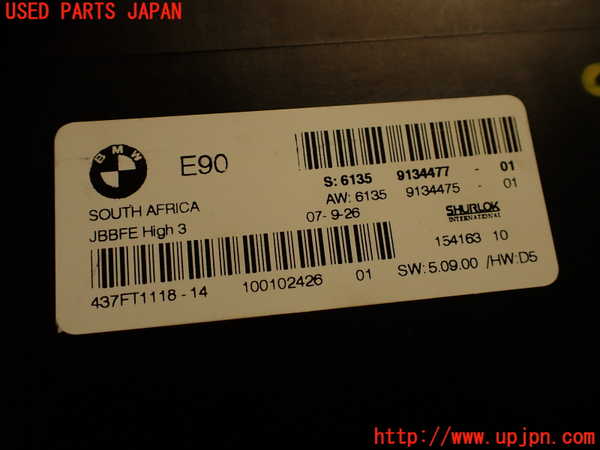 USED PARTS JAPAN
BMW
E90
S: 6135 9134477 - 01
AW: 6135 9134475 - 01
SOUTH AFRICA
07- 9-26
SHURLOK
INTERNATIONAL
JBBFE High 3
154163 10
437FT1118 - 14 100102426 01
SW: 5.09.00 /HW: D5
http://www.upjpn.com/